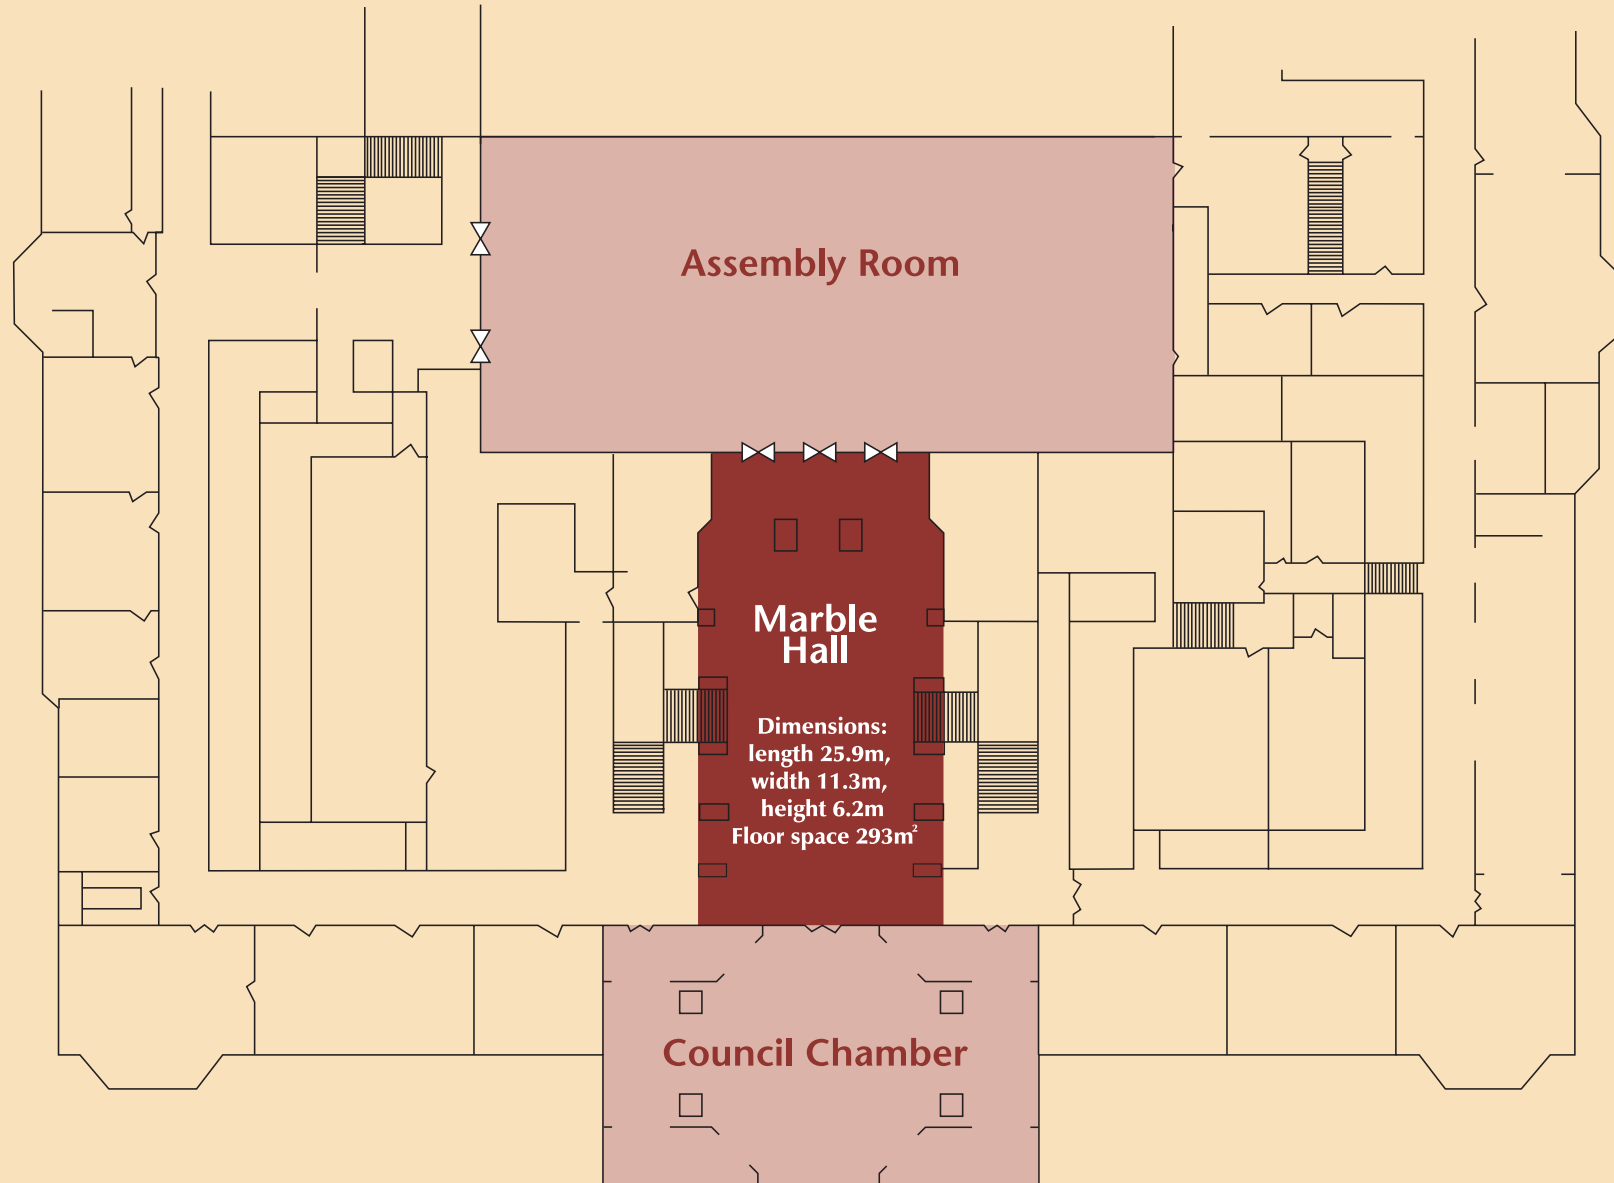 Assembly Room
Marble
Hall
Dimensions:
length 25.9m,
width 11.3m,
height 6.2m
Floor space 293m²
Council Chamber